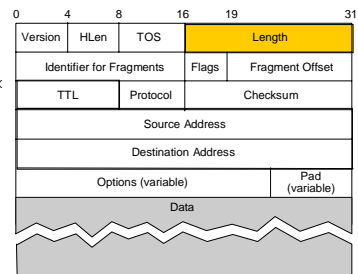 0 4 8 16 19 31
Version HLen TOS Length
Identifier for Fragments Flags Fragment Offset
TTL Protocol Checksum
Source Address
Destination Address
Options (variable) Pad
(variable)
Data